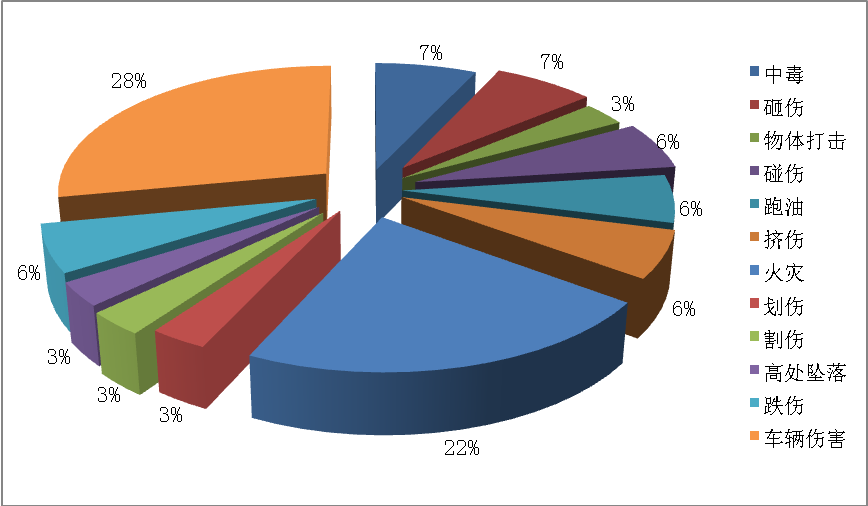 7%
7%
3%
6%
6%
6%
22%
3%
3%
3%
6%
28%
中毒
砸伤
物体打击
碰伤
跑油
挤伤
火灾
划伤
割伤
高处坠落
跌伤
车辆伤害